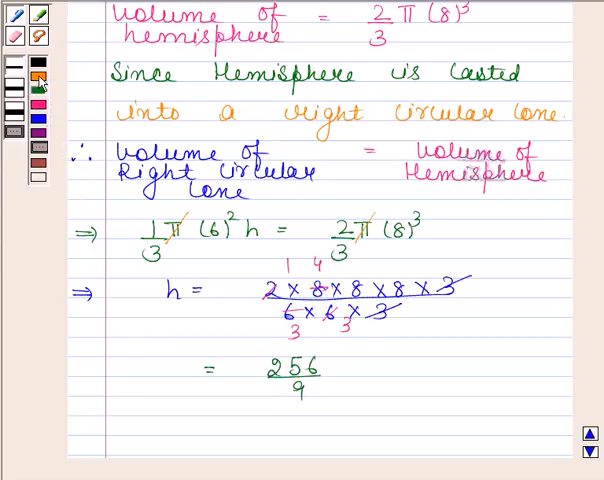 Volume of = 2/3 π (8)³
hemisphere
Since Hemisphere is casted
into a right circular cone.
∴ Volume of = Volume of
Right Circular Hemisphere
Cone
⇒ 1/3 π (6)² h = 2/3 π (8)³
1 4
⇒ h = 2 × 8 × 8 × 8 × 3 / 6 × 6 × 3
3 3
= 256/9